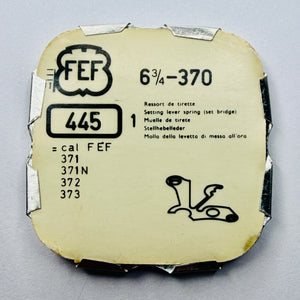 FEF
6¾-370
445
1
Ressort de tirette
Setting lever spring (set bridge)
Muelle de tirete
Stellhebelfeder
Molla della levetta di messa all'ora
= cal FEF
371
371N
372
373